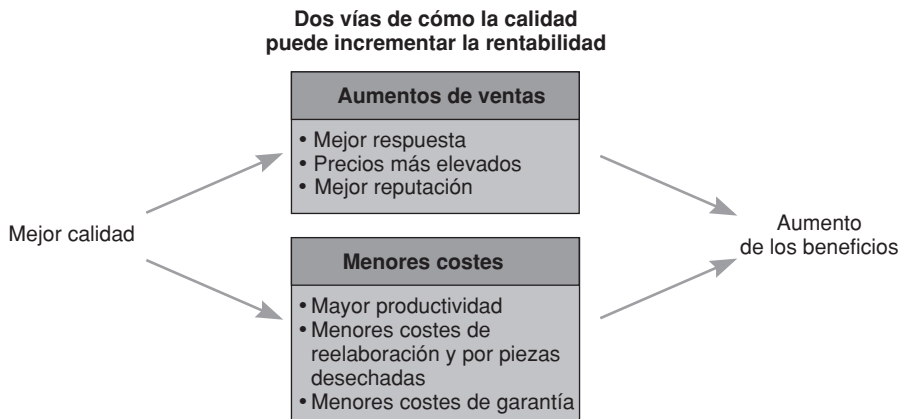 Dos vías de cómo la calidad
puede incrementar la rentabilidad
Aumentos de ventas
• Mejor respuesta
• Precios más elevados
• Mejor reputación
Mejor calidad
Aumento
de los beneficios
Menores costes
• Mayor productividad
• Menores costes de
reelaboración y por piezas
desechadas
• Menores costes de garantía